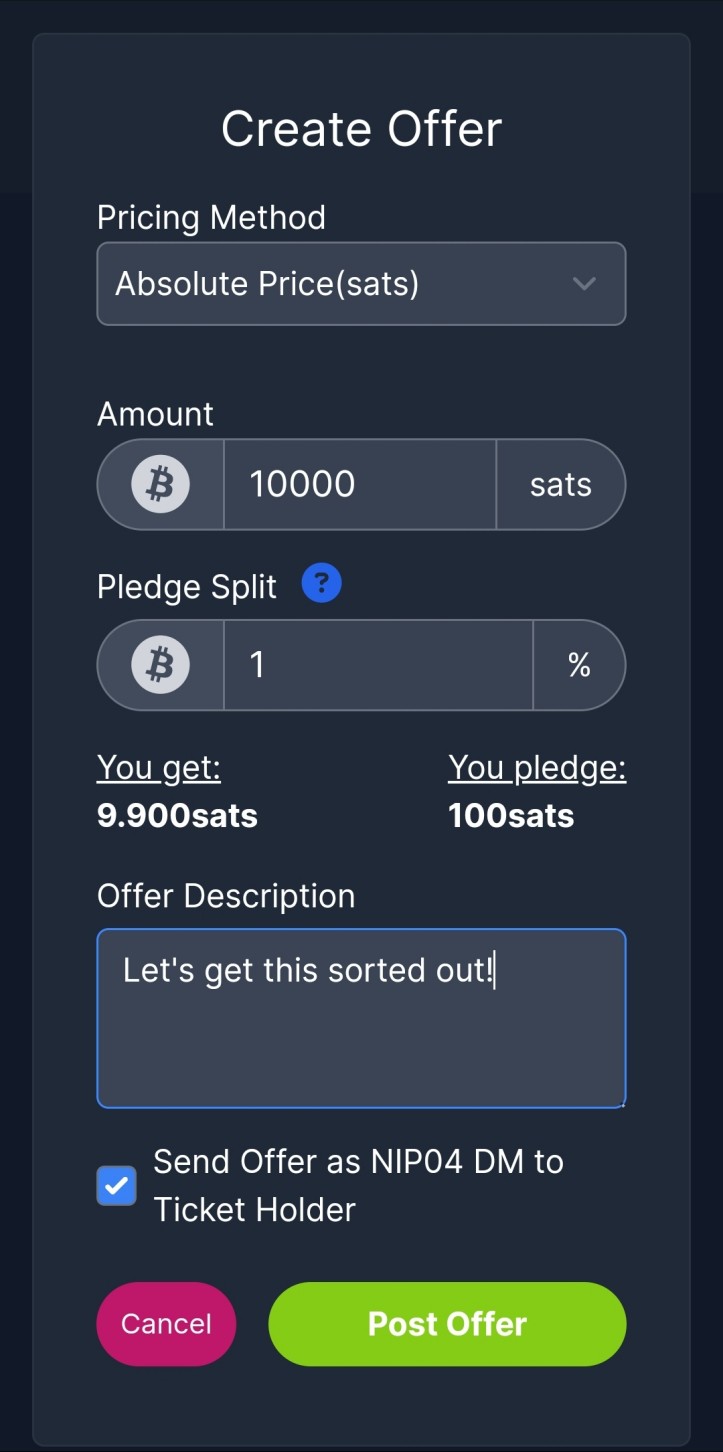 Create Offer
Pricing Method
Absolute Price(sats)
Amount
10000 sats
Pledge Split ?
1 %
You get: You pledge:
9.900sats 100sats
Offer Description
Let's get this sorted out!
Send Offer as NIP04 DM to
Ticket Holder
Cancel Post Offer